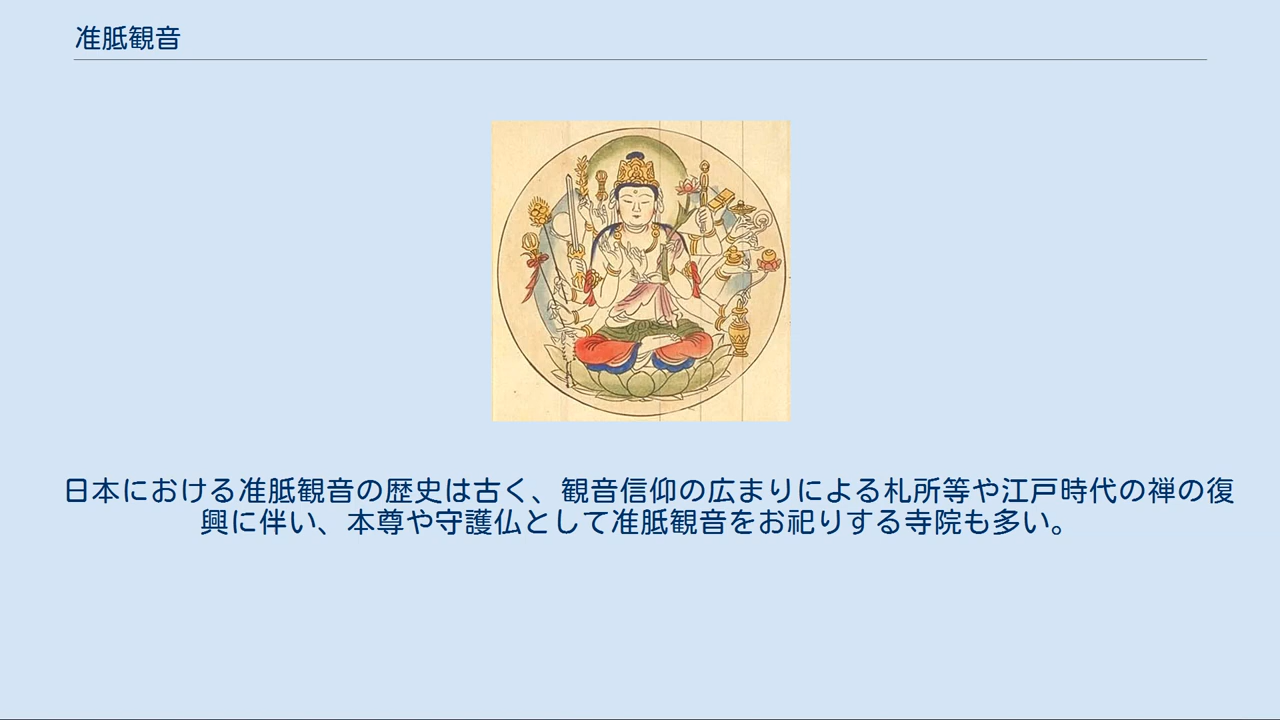 准胝観音
日本における准胝観音の歴史は古く、観音信仰の広まりによる札所等や江戸時代の禅の復
興に伴い、本尊や守護仏として准胝観音をお祀りする寺院も多い。